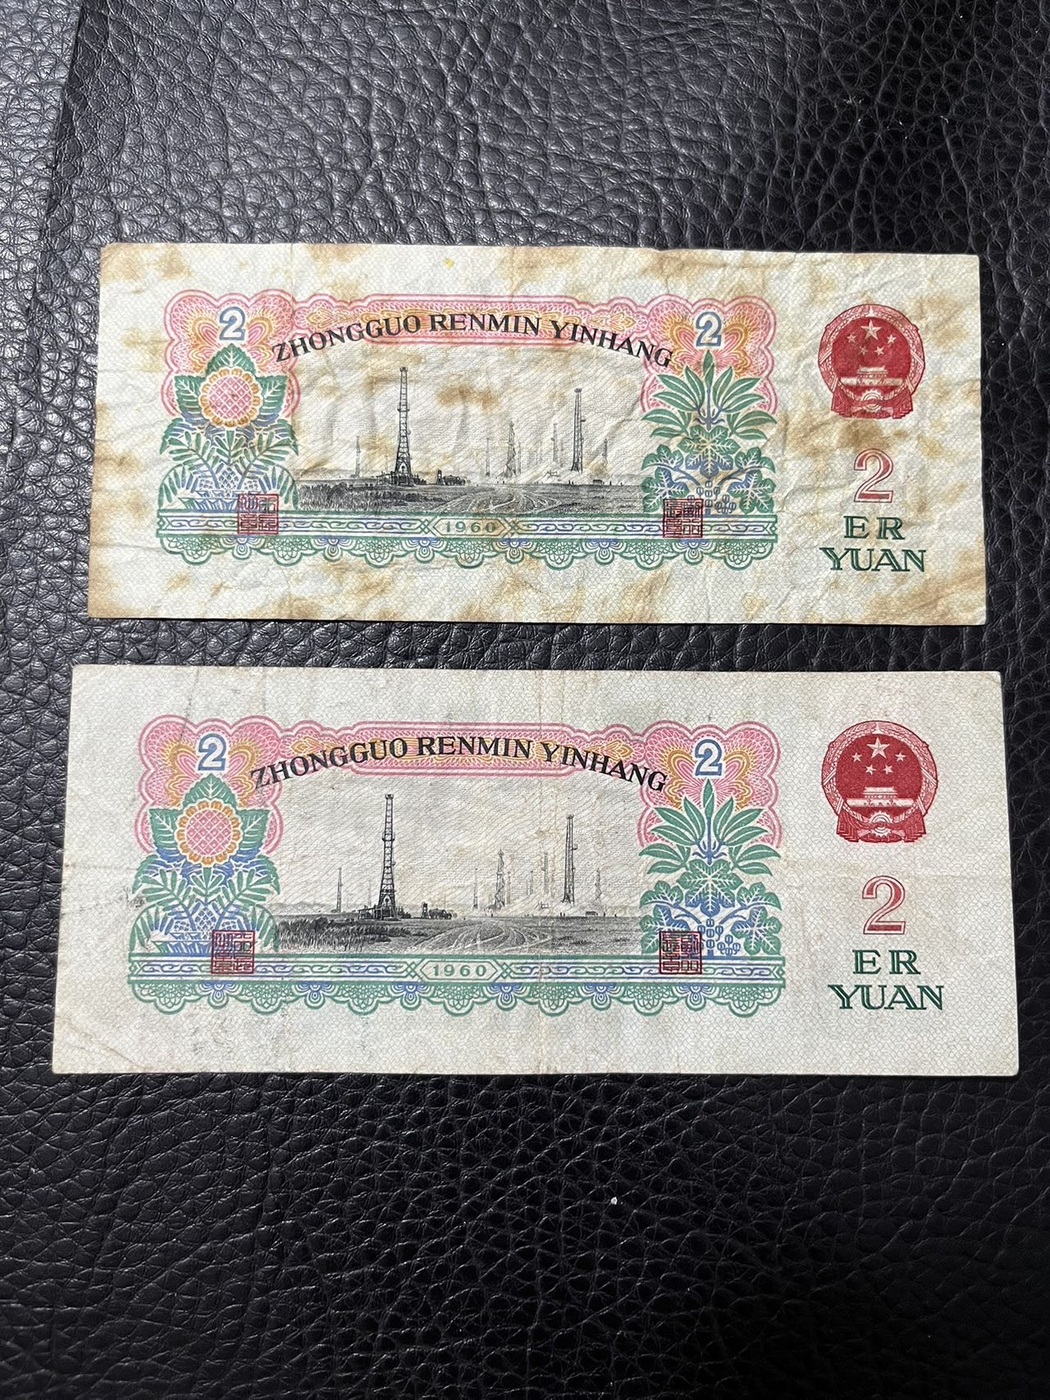 2 ZHONGGUO RENMIN YINHANG 2
1960
2
ER
YUAN
2 ZHONGGUO RENMIN YINHANG 2
1960
2
ER
YUAN